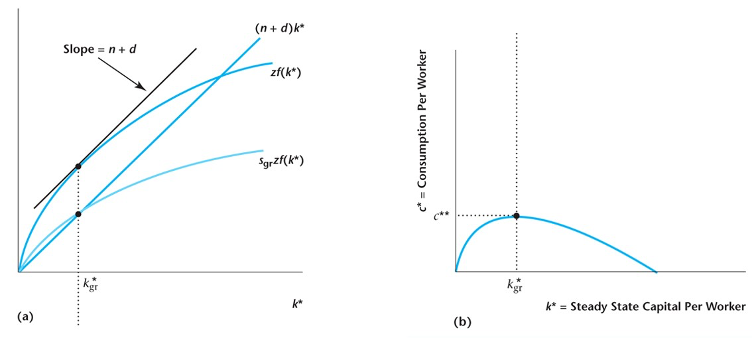 (n + d)k*
Slope = n + d
zf(k*)
s_gr zf(k*)
k*_gr
k*
(a)
c* = Consumption Per Worker
c**
k*_gr
k* = Steady State Capital Per Worker
(b)